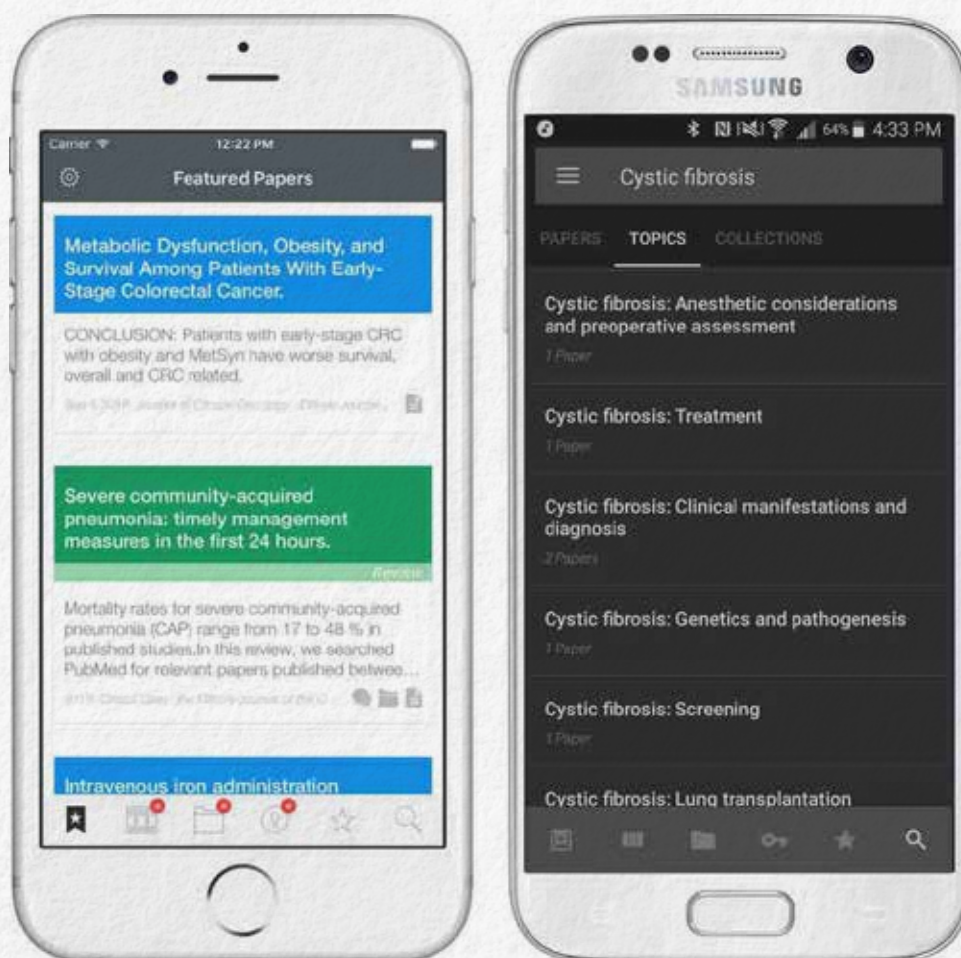 Carrier
12:22 PM
Featured Papers
Metabolic Dysfunction, Obesity, and
Survival Among Patients With Early-
Stage Colorectal Cancer.
CONCLUSION: Patients with early-stage CRC
with obesity and MetSyn have worse survival,
overall and CRC related.
Severe community-acquired
pneumonia: timely management
measures in the first 24 hours.
Review
Mortality rates for severe community-acquired
pneumonia (CAP) range from 17 to 48 % in
published studies.In this review, we searched
PubMed for relevant papers published betwee...
Intravenous iron administration
SAMSUNG
64% 4:33 PM
Cystic fibrosis
PAPERS TOPICS COLLECTIONS
Cystic fibrosis: Anesthetic considerations
and preoperative assessment
1 Paper
Cystic fibrosis: Treatment
1 Paper
Cystic fibrosis: Clinical manifestations and
diagnosis
2 Papers
Cystic fibrosis: Genetics and pathogenesis
1 Paper
Cystic fibrosis: Screening
1 Paper
Cystic fibrosis: Lung transplantation